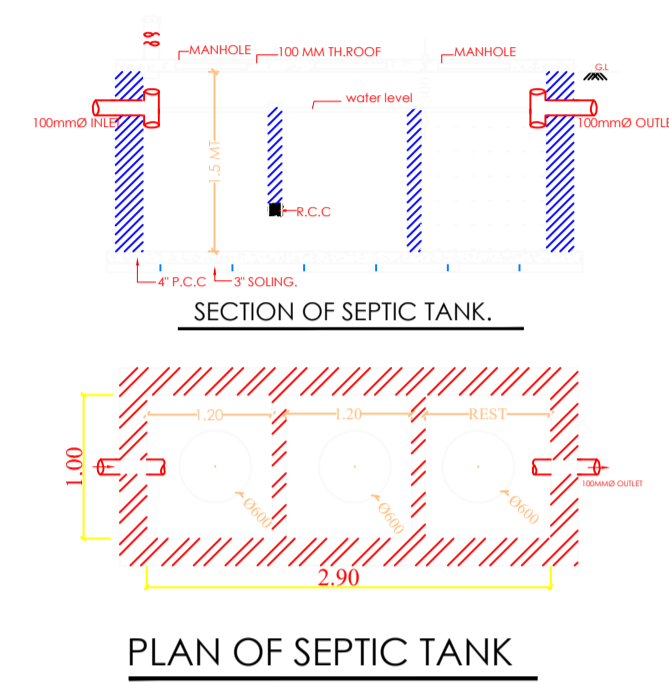 MANHOLE
100 MM TH.ROOF
MANHOLE
G.L
water level
100mmØ INLE
100mmØ OUTLE
1.5 MT
R.C.C
4" P.C.C
3" SOLING.
SECTION OF SEPTIC TANK.
1.20
1.20
REST
1.00
100MMØ OUTLET
Ø600
Ø600
Ø600
2.90
PLAN OF SEPTIC TANK